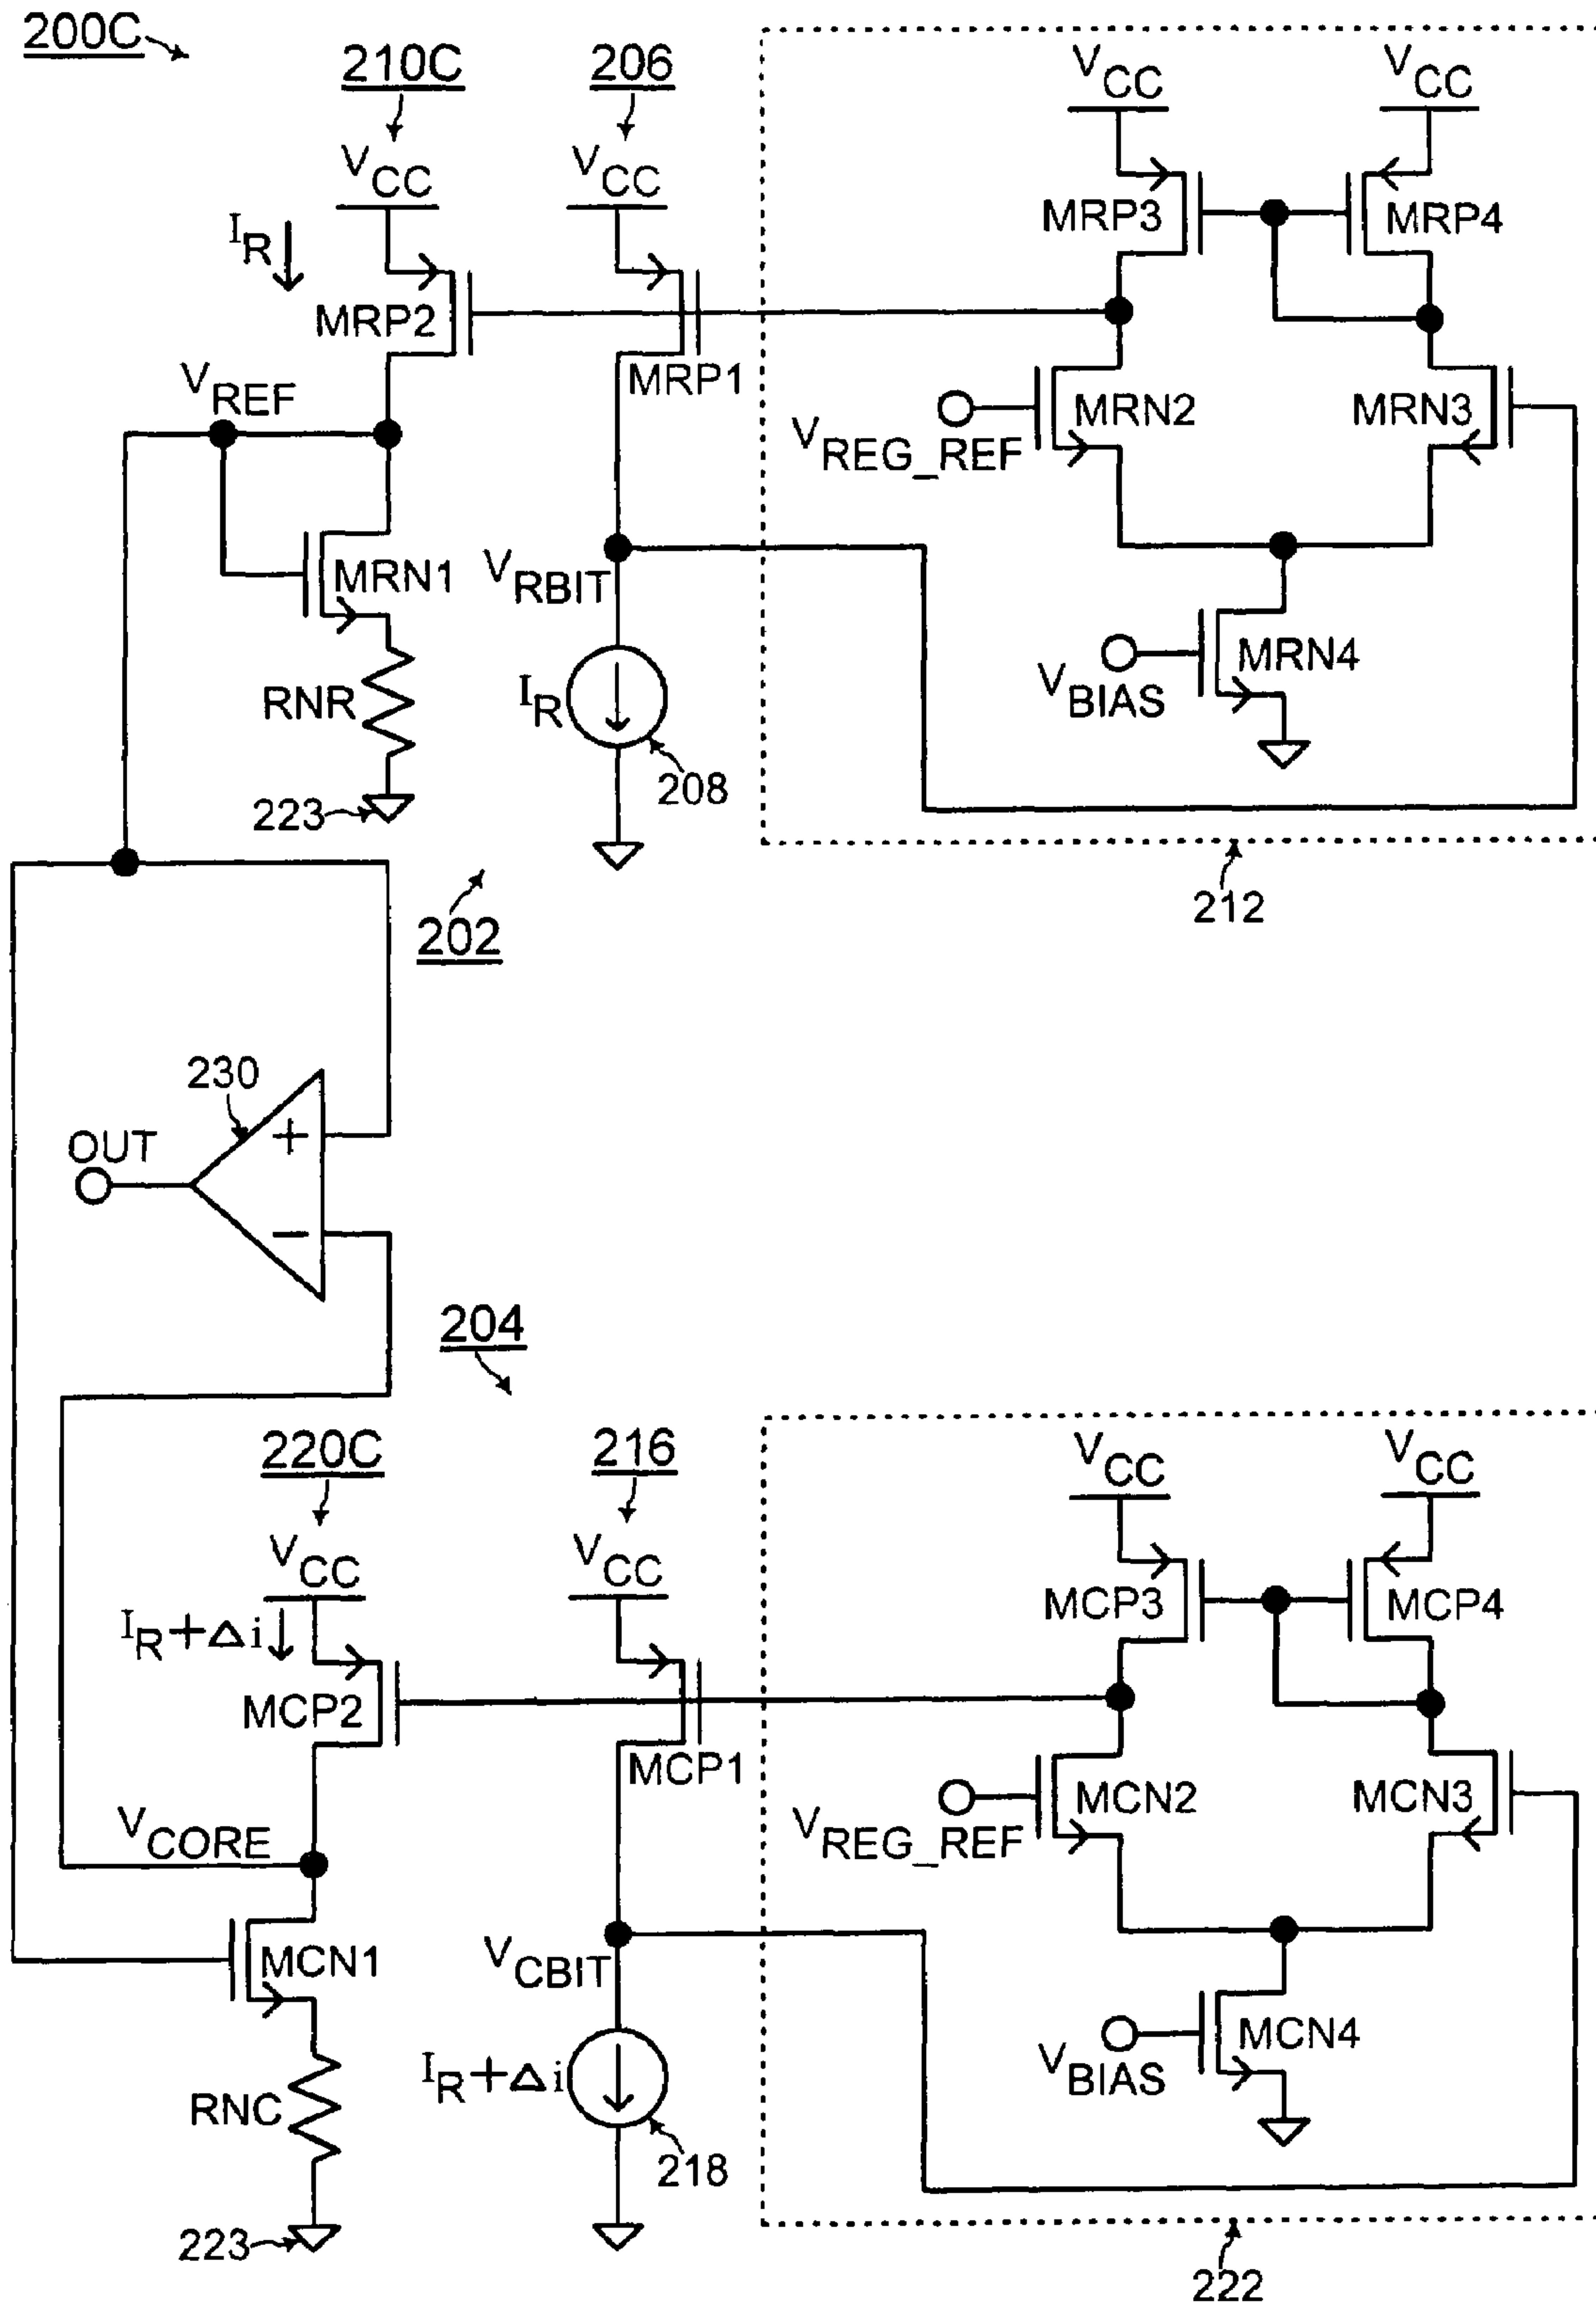 200C
210C
206
VCC
VCC
VCC
VCC
IR
MRP2
MRP1
MRP3
MRP4
VREF
VREG_REF
MRN2
MRN3
MRN1
VRBIT
RNR
IR
208
VBIAS
MRN4
223
202
212
230
OUT
+
−
204
220C
216
VCC
VCC
VCC
VCC
IR+Δi
MCP2
MCP1
MCP3
MCP4
VCORE
VREG_REF
MCN2
MCN3
MCN1
VCBIT
RNC
IR+Δi
218
VBIAS
MCN4
223
222